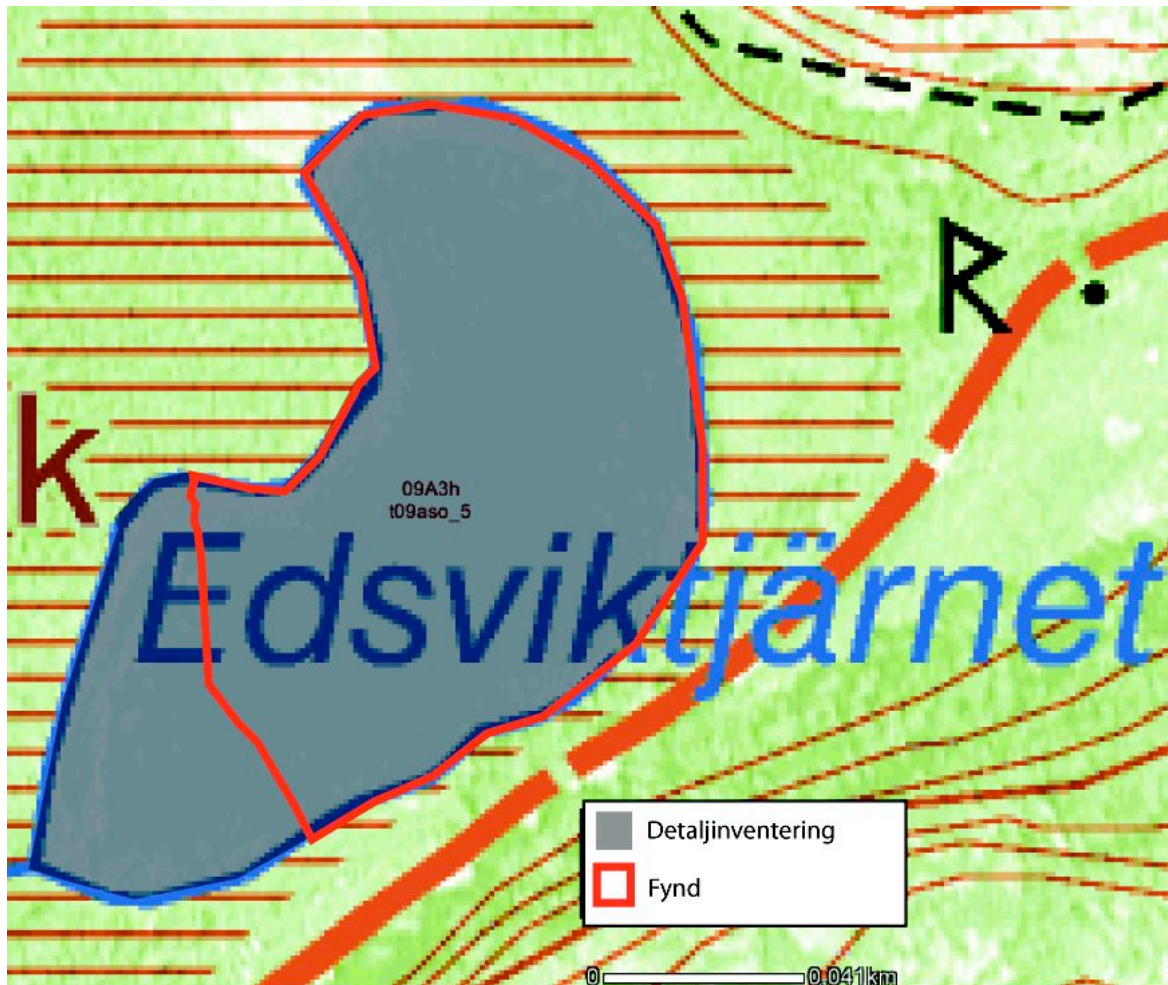 R
k
09A3h
t09aso_5
Edsviktjärnet
Detaljinventering
Fynd
0 0.041km